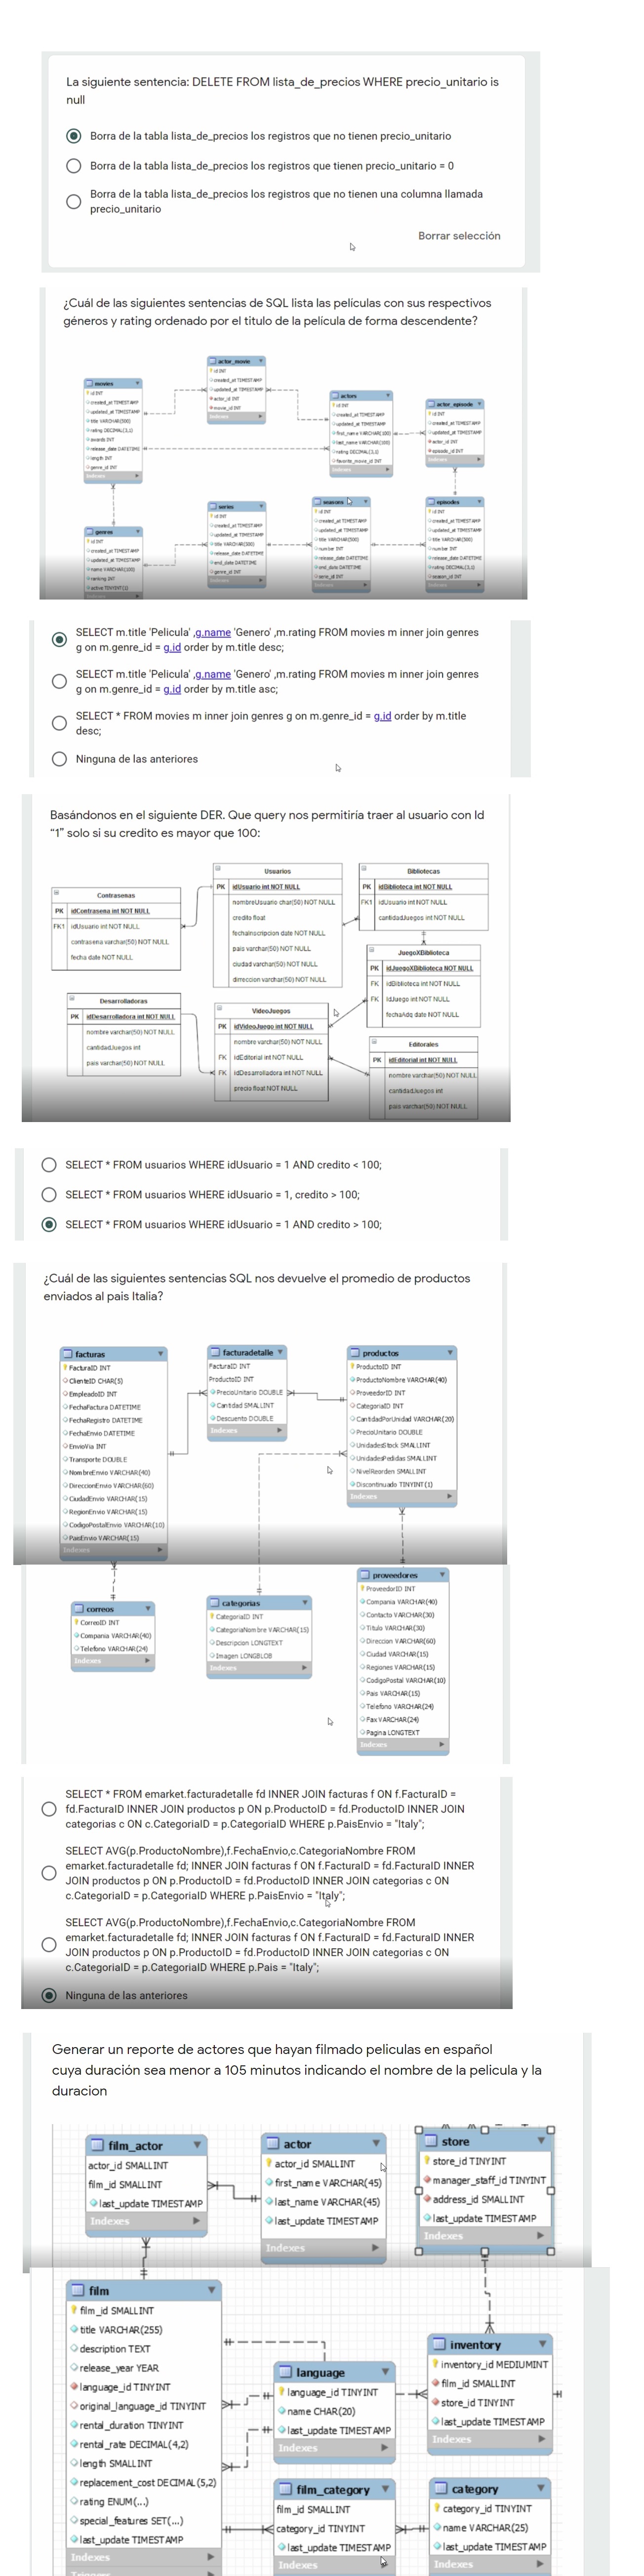 La siguiente sentencia: DELETE FROM lista_de_precios WHERE precio_unitario is
null
Borra de la tabla lista_de_precios los registros que no tienen precio_unitario
Borra de la tabla lista_de_precios los registros que tienen precio_unitario = 0
Borra de la tabla lista_de_precios los registros que no tienen una columna llamada
precio_unitario
Borrar selección
¿Cuál de las siguientes sentencias de SQL lista las películas con sus respectivos
géneros y rating ordenado por el titulo de la película de forma descendente?
actor_movie
id INT
created_at TIMESTAMP
updated_at TIMESTAMP
actor_id INT
movie_id INT
Indexes
movies
id INT
created_at TIMESTAMP
updated_at TIMESTAMP
title VARCHAR(500)
rating DECIMAL(3,1)
awards INT
release_date DATETIME
length INT
genre_id INT
Indexes
actors
id INT
created_at TIMESTAMP
updated_at TIMESTAMP
first_name VARCHAR(100)
last_name VARCHAR(100)
rating DECIMAL(3,1)
favorite_movie_id INT
Indexes
actor_episode
id INT
created_at TIMESTAMP
updated_at TIMESTAMP
actor_id INT
episode_id INT
Indexes
genres
id INT
created_at TIMESTAMP
updated_at TIMESTAMP
name VARCHAR(100)
ranking INT
active TINYINT(1)
Indexes
series
id INT
created_at TIMESTAMP
updated_at TIMESTAMP
title VARCHAR(500)
release_date DATETIME
end_date DATETIME
genre_id INT
Indexes
seasons
id INT
created_at TIMESTAMP
updated_at TIMESTAMP
title VARCHAR(500)
number INT
release_date DATETIME
end_date DATETIME
serie_id INT
Indexes
episodes
id INT
created_at TIMESTAMP
updated_at TIMESTAMP
title VARCHAR(500)
number INT
release_date DATETIME
rating DECIMAL(3,1)
season_id INT
Indexes
SELECT m.title 'Pelicula' ,g.name 'Genero' ,m.rating FROM movies m inner join genres
g on m.genre_id = g.id order by m.title desc;
SELECT m.title 'Pelicula' ,g.name 'Genero' ,m.rating FROM movies m inner join genres
g on m.genre_id = g.id order by m.title asc;
SELECT * FROM movies m inner join genres g on m.genre_id = g.id order by m.title
desc;
Ninguna de las anteriores
Basándonos en el siguiente DER. Que query nos permitiría traer al usuario con Id
“1” solo si su credito es mayor que 100:
Contrasenas
PK idContrasena int NOT NULL
FK1 idUsuario int NOT NULL
contrasena varchar(50) NOT NULL
fecha date NOT NULL
Usuarios
PK idUsuario int NOT NULL
nombreUsuario char(50) NOT NULL
credito float
fechaInscripcion date NOT NULL
pais varchar(50) NOT NULL
ciudad varchar(50) NOT NULL
dirreccion varchar(50) NOT NULL
Bibliotecas
PK idBiblioteca int NOT NULL
FK1 idUsuario int NOT NULL
cantidadJuegos int NOT NULL
JuegoXBiblioteca
PK idJuegoXBiblioteca NOT NULL
FK idBiblioteca int NOT NULL
FK IdJuego int NOT NULL
fechaAdq date NOT NULL
Desarrolladoras
PK idDesarrolladora int NOT NULL
nombre varchar(50) NOT NULL
cantidadJuegos int
pais varchar(50) NOT NULL
VideoJuegos
PK idVideoJuego int NOT NULL
nombre varchar(50) NOT NULL
FK idEditorial int NOT NULL
FK idDesarrolladora int NOT NULL
precio float NOT NULL
Editoriales
PK idEditorial int NOT NULL
nombre varchar(50) NOT NULL
cantidadJuegos int
pais varchar(50) NOT NULL
SELECT * FROM usuarios WHERE idUsuario = 1 AND credito < 100;
SELECT * FROM usuarios WHERE idUsuario = 1, credito > 100;
SELECT * FROM usuarios WHERE idUsuario = 1 AND credito > 100;
¿Cuál de las siguientes sentencias SQL nos devuelve el promedio de productos
enviados al pais Italia?
facturas
FacturaID INT
ClienteID CHAR(5)
EmpleadoID INT
FechaFactura DATETIME
FechaRegistro DATETIME
FechaEnvio DATETIME
EnvioVia INT
Transporte DOUBLE
NombreEnvio VARCHAR(40)
DireccionEnvio VARCHAR(60)
CiudadEnvio VARCHAR(15)
RegionEnvio VARCHAR(15)
CodigoPostalEnvio VARCHAR(10)
PaisEnvio VARCHAR(15)
Indexes
facturadetalle
FacturaID INT
ProductoID INT
PrecioUnitario DOUBLE
Cantidad SMALLINT
Descuento DOUBLE
Indexes
productos
ProductoID INT
ProductoNombre VARCHAR(40)
ProveedorID INT
CategoriaID INT
CantidadPorUnidad VARCHAR(20)
PrecioUnitario DOUBLE
UnidadesStock SMALLINT
UnidadesPedidas SMALLINT
NivelReorden SMALLINT
Discontinuado TINYINT(1)
Indexes
correos
CorreoID INT
Compania VARCHAR(40)
Telefono VARCHAR(24)
Indexes
categorias
CategoriaID INT
CategoriaNombre VARCHAR(15)
Descripcion LONGTEXT
Imagen LONGBLOB
Indexes
proveedores
ProveedorID INT
Compania VARCHAR(40)
Contacto VARCHAR(30)
Titulo VARCHAR(30)
Direccion VARCHAR(60)
Ciudad VARCHAR(15)
Regiones VARCHAR(15)
CodigoPostal VARCHAR(10)
Pais VARCHAR(15)
Telefono VARCHAR(24)
Fax VARCHAR(24)
Pagina LONGTEXT
Indexes
SELECT * FROM emarket.facturadetalle fd INNER JOIN facturas f ON f.FacturaID =
fd.FacturaID INNER JOIN productos p ON p.ProductoID = fd.ProductoID INNER JOIN
categorias c ON c.CategoriaID = p.CategoriaID WHERE p.PaisEnvio = "Italy";
SELECT AVG(p.ProductoNombre),f.FechaEnvio,c.CategoriaNombre FROM
emarket.facturadetalle fd; INNER JOIN facturas f ON f.FacturaID = fd.FacturaID INNER
JOIN productos p ON p.ProductoID = fd.ProductoID INNER JOIN categorias c ON
c.CategoriaID = p.CategoriaID WHERE p.PaisEnvio = "Italy";
SELECT AVG(p.ProductoNombre),f.FechaEnvio,c.CategoriaNombre FROM
emarket.facturadetalle fd; INNER JOIN facturas f ON f.FacturaID = fd.FacturaID INNER
JOIN productos p ON p.ProductoID = fd.ProductoID INNER JOIN categorias c ON
c.CategoriaID = p.CategoriaID WHERE p.Pais = "Italy";
Ninguna de las anteriores
Generar un reporte de actores que hayan filmado peliculas en español
cuya duración sea menor a 105 minutos indicando el nombre de la pelicula y la
duracion
film_actor
actor_id SMALLINT
film_id SMALLINT
last_update TIMESTAMP
Indexes
actor
actor_id SMALLINT
first_name VARCHAR(45)
last_name VARCHAR(45)
last_update TIMESTAMP
Indexes
store
store_id TINYINT
manager_staff_id TINYINT
address_id SMALLINT
last_update TIMESTAMP
Indexes
film
film_id SMALLINT
title VARCHAR(255)
description TEXT
release_year YEAR
language_id TINYINT
original_language_id TINYINT
rental_duration TINYINT
rental_rate DECIMAL(4,2)
length SMALLINT
replacement_cost DECIMAL(5,2)
rating ENUM(...)
special_features SET(...)
last_update TIMESTAMP
Indexes
language
language_id TINYINT
name CHAR(20)
last_update TIMESTAMP
Indexes
inventory
inventory_id MEDIUMINT
film_id SMALLINT
store_id TINYINT
last_update TIMESTAMP
Indexes
film_category
film_id SMALLINT
category_id TINYINT
last_update TIMESTAMP
Indexes
category
category_id TINYINT
name VARCHAR(25)
last_update TIMESTAMP
Indexes